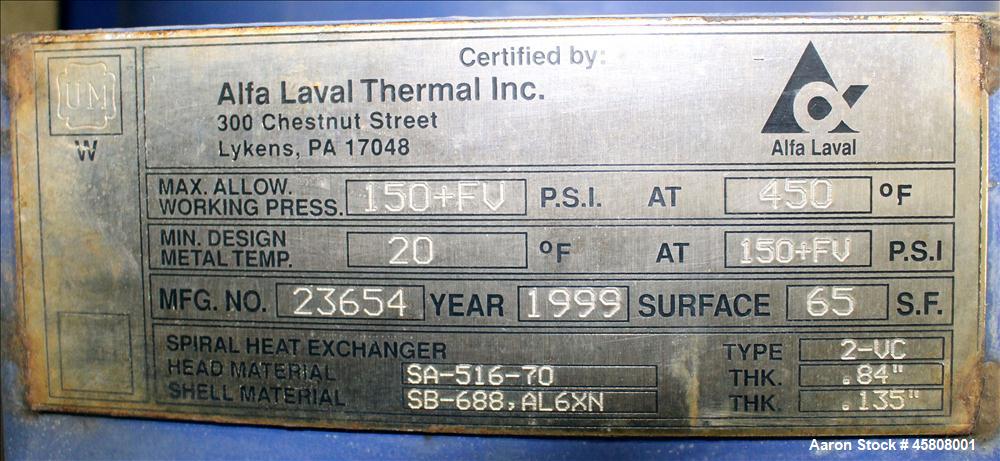 Certified by:
UM
W
Alfa Laval Thermal Inc.
300 Chestnut Street
Lykens, PA 17048
Alfa Laval
MAX. ALLOW. WORKING PRESS. 150+FV P.S.I. AT 450 °F
MIN. DESIGN METAL TEMP. 20 °F AT 150+FV P.S.I
MFG. NO. 23654 YEAR 1999 SURFACE 65 S.F.
SPIRAL HEAT EXCHANGER TYPE 2-VC
HEAD MATERIAL SA-516-70 THK. .84"
SHELL MATERIAL SB-688,AL6XN THK. .135"
Aaron Stock # 45808001